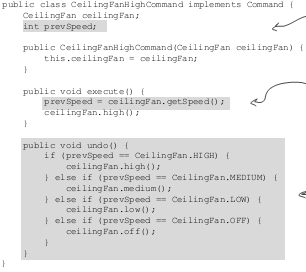 public class CeilingFanHighCommand implements Command {
CeilingFan ceilingFan;
int prevSpeed;
public CeilingFanHighCommand(CeilingFan ceilingFan) {
this.ceilingFan = ceilingFan;
}
public void execute() {
prevSpeed = ceilingFan.getSpeed();
ceilingFan.high();
}
public void undo() {
if (prevSpeed == CeilingFan.HIGH) {
ceilingFan.high();
} else if (prevSpeed == CeilingFan.MEDIUM) {
ceilingFan.medium();
} else if (prevSpeed == CeilingFan.LOW) {
ceilingFan.low();
} else if (prevSpeed == CeilingFan.OFF) {
ceilingFan.off();
}
}
}